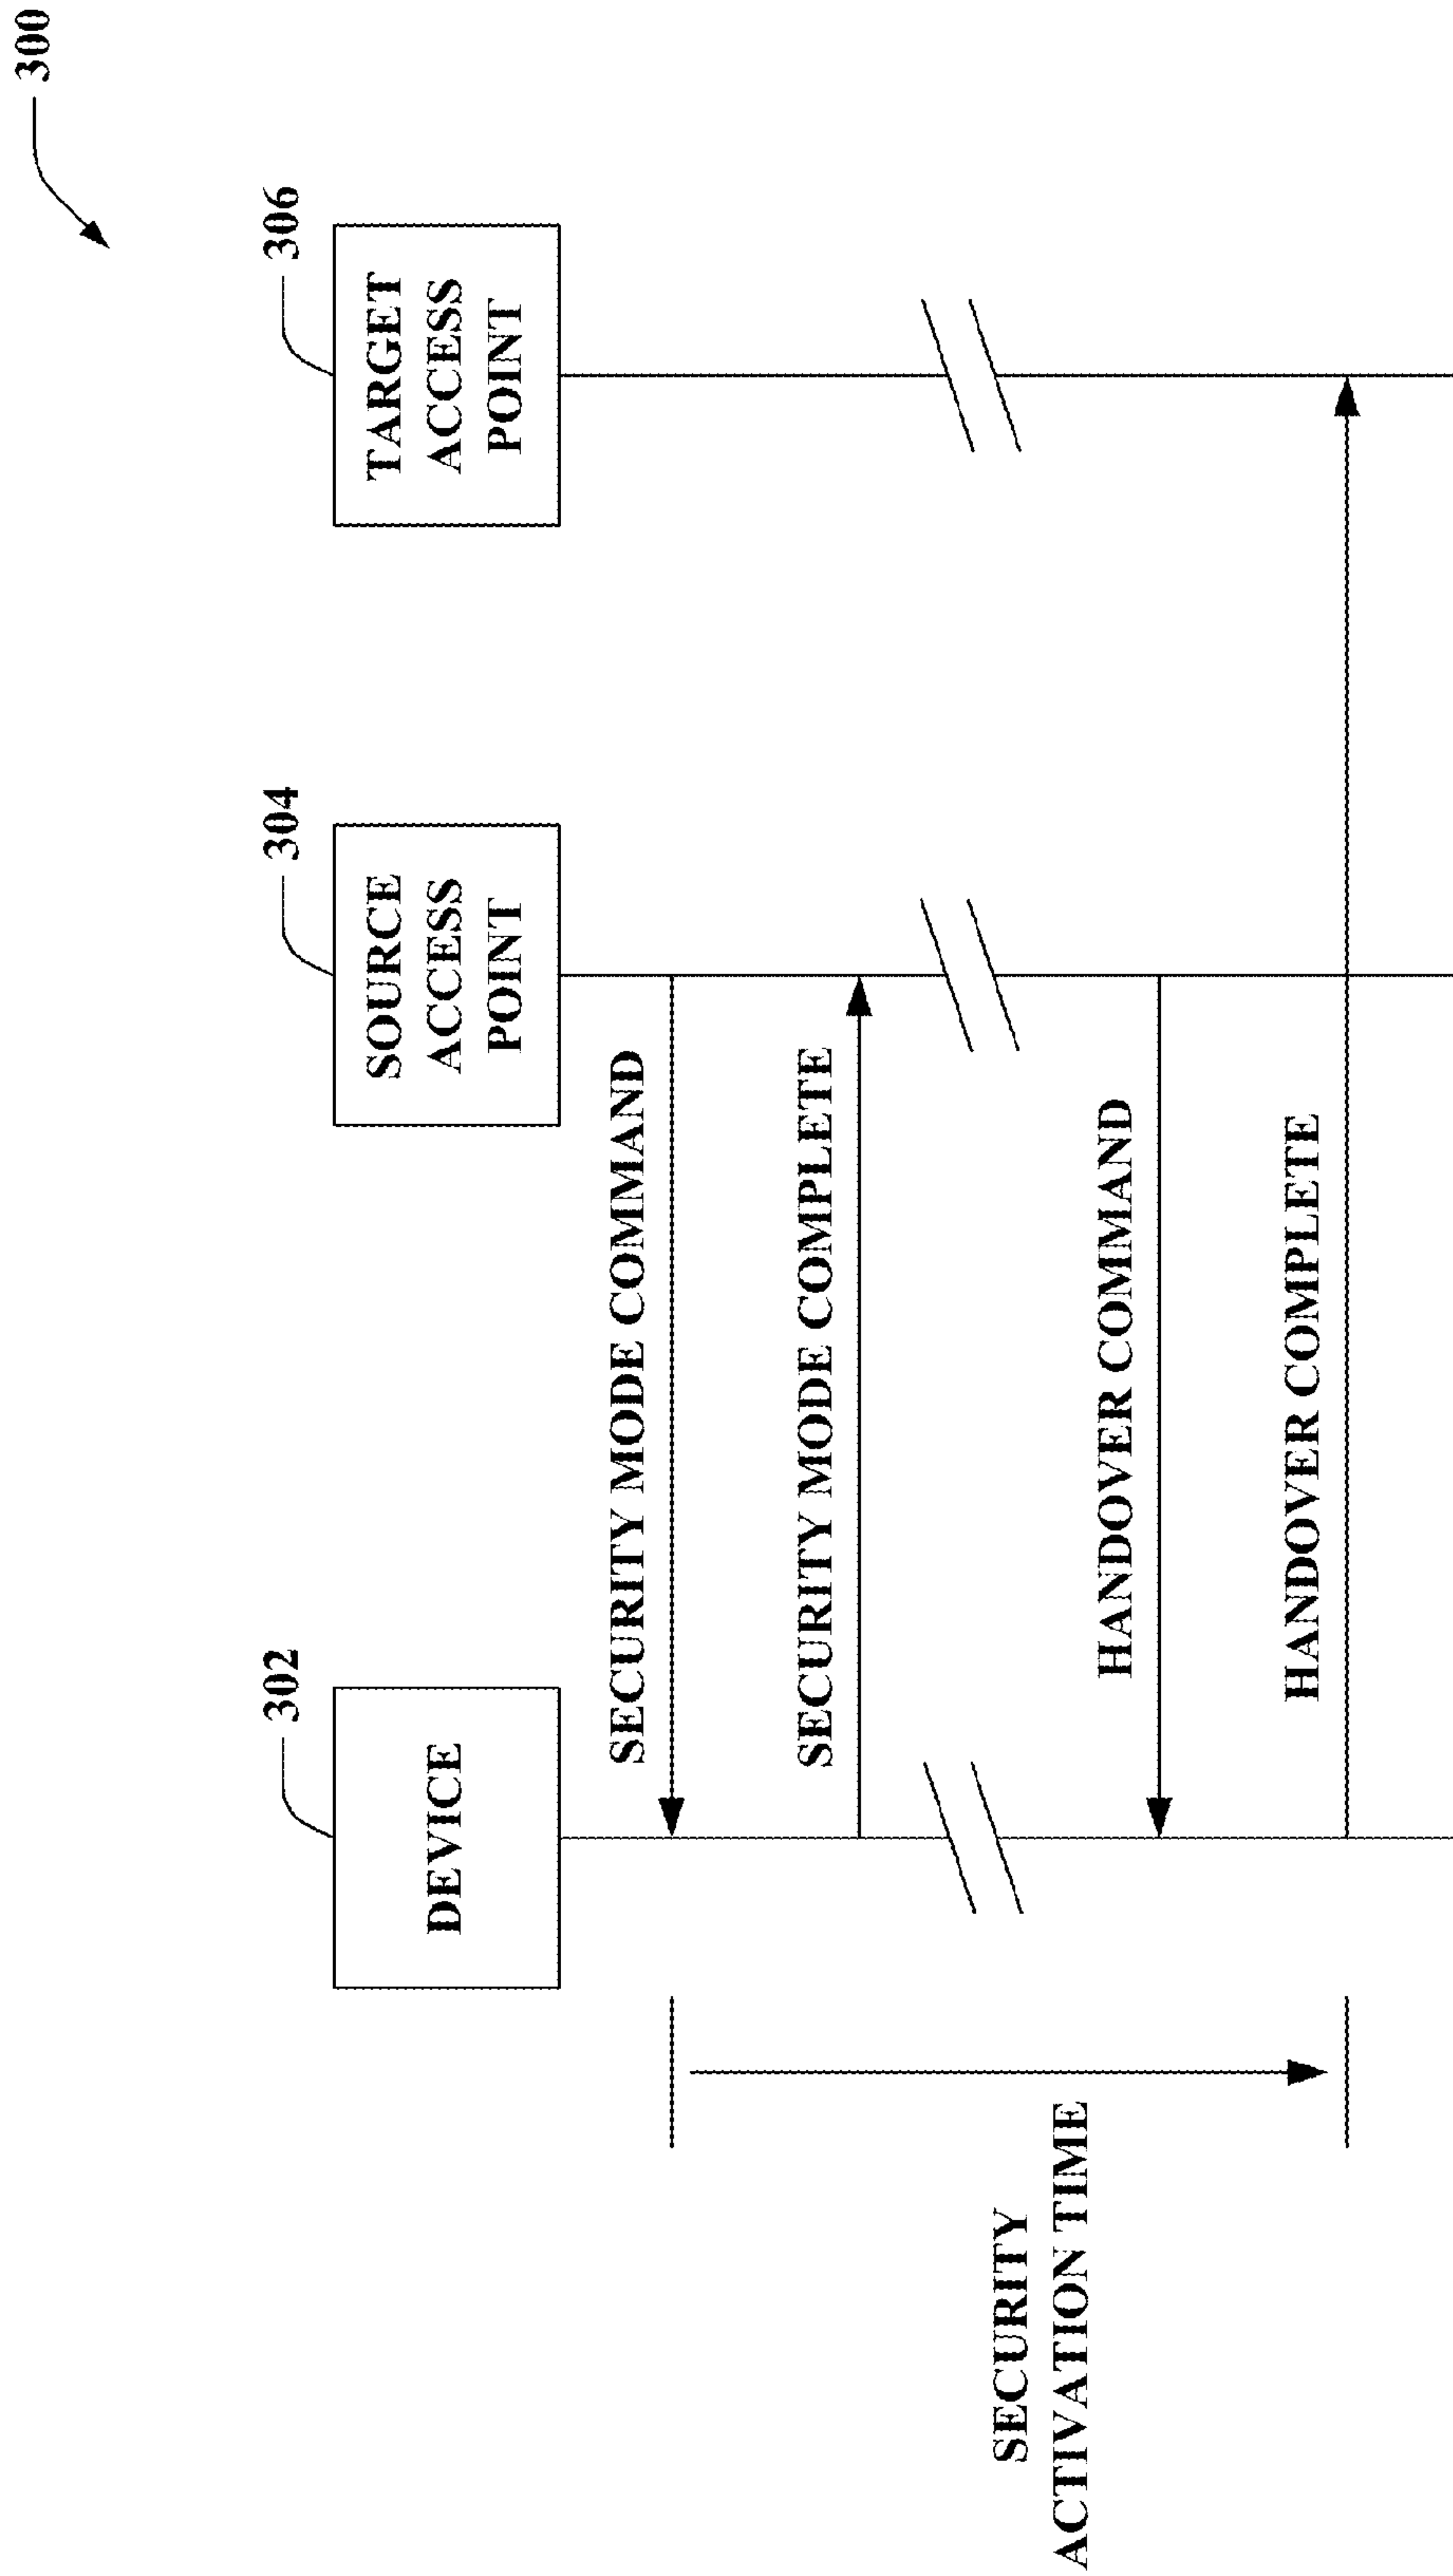 300
302
304
306
DEVICE
SOURCE
ACCESS
POINT
TARGET
ACCESS
POINT
SECURITY MODE COMMAND
SECURITY MODE COMPLETE
SECURITY
ACTIVATION TIME
HANDOVER COMMAND
HANDOVER COMPLETE